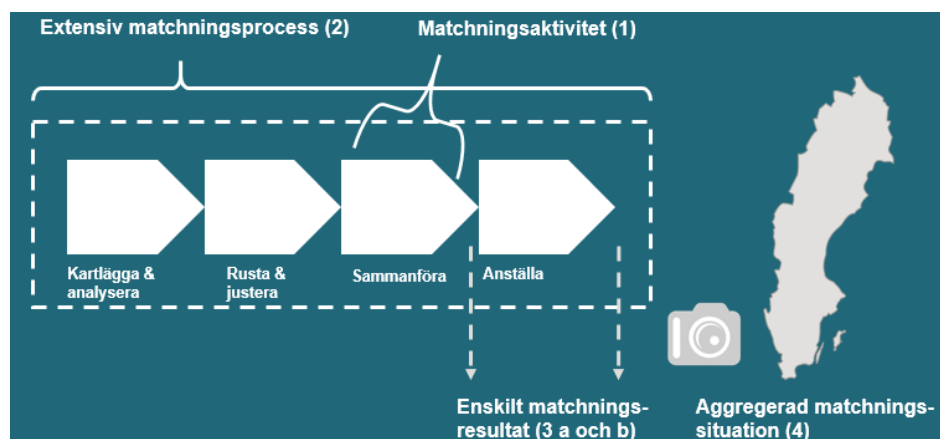 Extensiv matchningsprocess (2)
Matchningsaktivitet (1)
Kartlägga &
analysera
Rusta &
justera
Sammanföra
Anställa
Enskilt matchnings-
resultat (3 a och b)
Aggregerad matchnings-
situation (4)